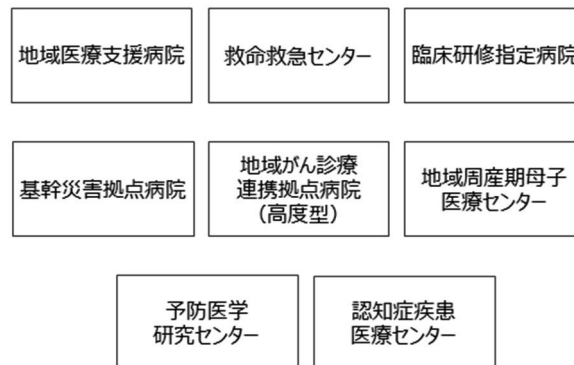 地域医療支援病院
救命救急センター
臨床研修指定病院
基幹災害拠点病院
地域がん診療
連携拠点病院
（高度型）
地域周産期母子
医療センター
予防医学
研究センター
認知症疾患
医療センター